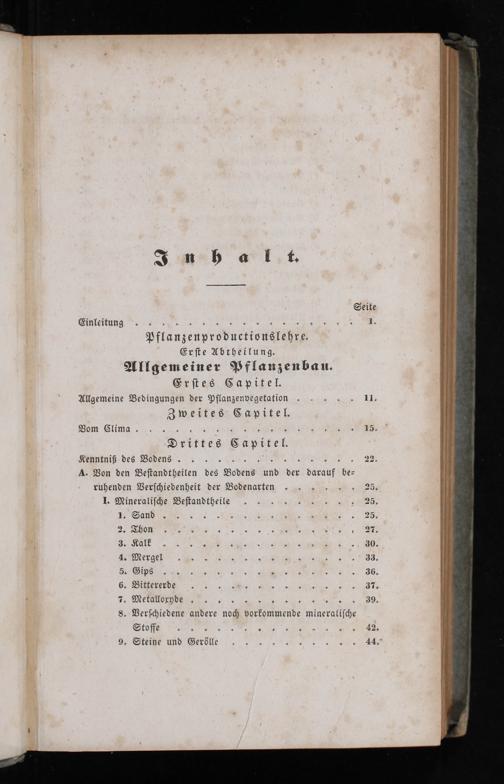 Inhalt.
Seite
Einleitung . . . . . . . . . . . . . . . . 1.
Pflanzenproductionslehre.
Erste Abtheilung.
Allgemeiner Pflanzenbau.
Erstes Capitel.
Allgemeine Bedingungen der Pflanzenvegetation . . . . . 11.
Zweites Capitel.
Vom Clima . . . . . . . . . . . . . . . . 15.
Drittes Capitel.
Kenntniß des Bodens . . . . . . . . . . . . . 22.
A. Von den Bestandtheilen des Bodens und der darauf be=
ruhenden Verschiedenheit der Bodenarten . . . . . . 25.
I. Mineralische Bestandtheile . . . . . . . . 25.
1. Sand . . . . . . . . . . . . . . 25.
2. Thon . . . . . . . . . . . . . . 27.
3. Kalk . . . . . . . . . . . . . . 30.
4. Mergel . . . . . . . . . . . . . 33.
5. Gips . . . . . . . . . . . . . . 36.
6. Bittererde . . . . . . . . . . . . 37.
7. Metalloxyde . . . . . . . . . . . . 39.
8. Verschiedene andere noch vorkommende mineralische
Stoffe . . . . . . . . . . . . . 42.
9. Steine und Gerölle . . . . . . . . . 44.